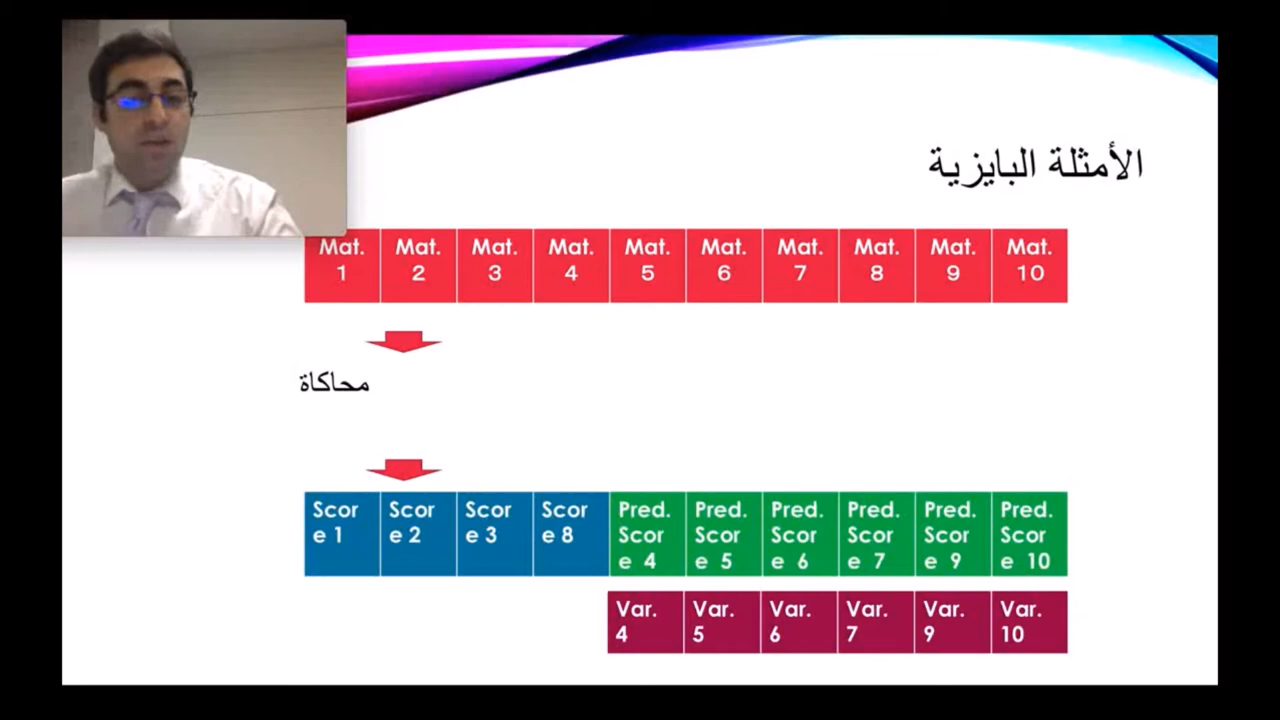 الأمثلة البايزية
Mat. 1 Mat. 2 Mat. 3 Mat. 4 Mat. 5 Mat. 6 Mat. 7 Mat. 8 Mat. 9 Mat. 10
محاكاة
Score 1 Score 2 Score 3 Score 8 Pred. Score 4 Pred. Score 5 Pred. Score 6 Pred. Score 7 Pred. Score 9 Pred. Score 10
Var. 4 Var. 5 Var. 6 Var. 7 Var. 9 Var. 10